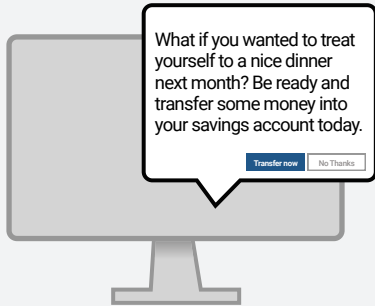 What if you wanted to treat
yourself to a nice dinner
next month? Be ready and
transfer some money into
your savings account today.
Transfer now
No Thanks